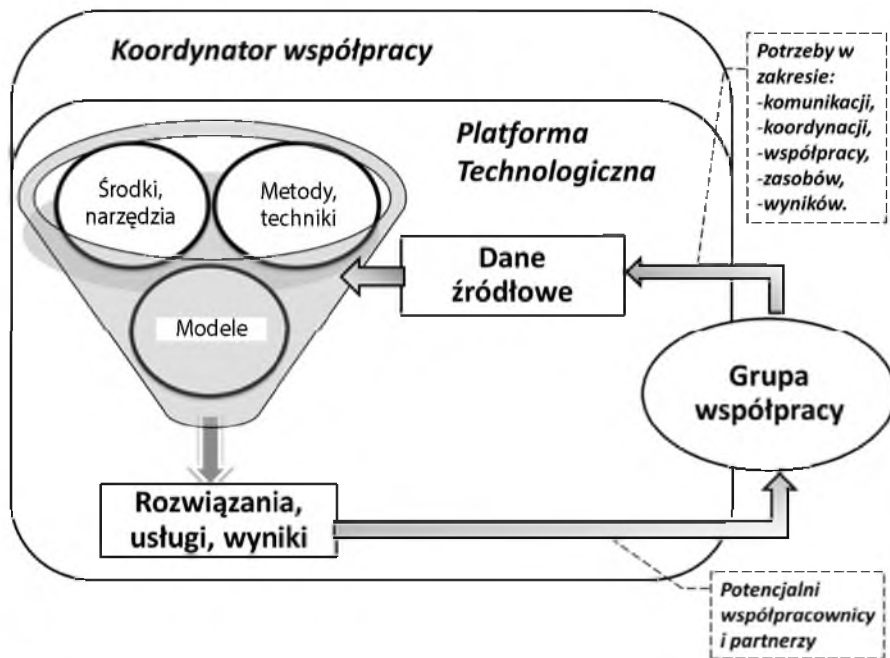 Koordynator współpracy
Potrzeby w
zakresie:
-komunikacji,
-koordynacji,
-współpracy,
-zasobów,
-wyników.
Platforma
Technologiczna
Środki,
narzędzia
Metody,
techniki
Modele
Dane
źródłowe
Grupa
współpracy
Rozwiązania,
usługi, wyniki
Potencjalni
współpracownicy
i partnerzy